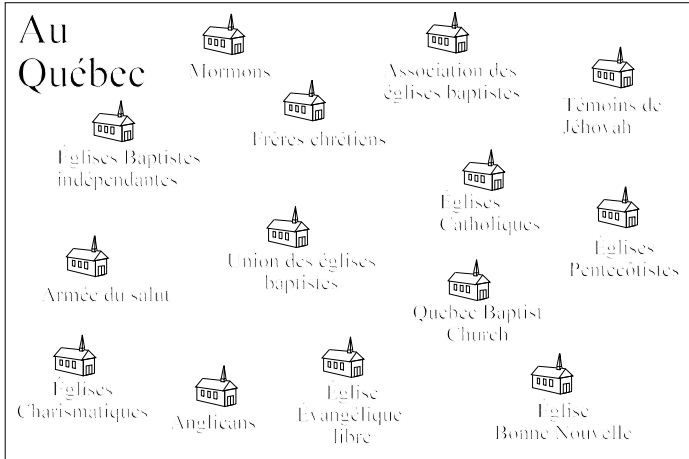 Au
Québec
Mormons
Association des
églises baptistes
Témoins de
Jéhovah
Frères chrétiens
Églises Baptistes
indépendantes
Églises
Catholiques
Églises
Pentecôtistes
Union des églises
baptistes
Armée du salut
Quebec Baptist
Church
Églises
Charismatiques
Anglicans
Église
Évangélique
libre
Église
Bonne Nouvelle